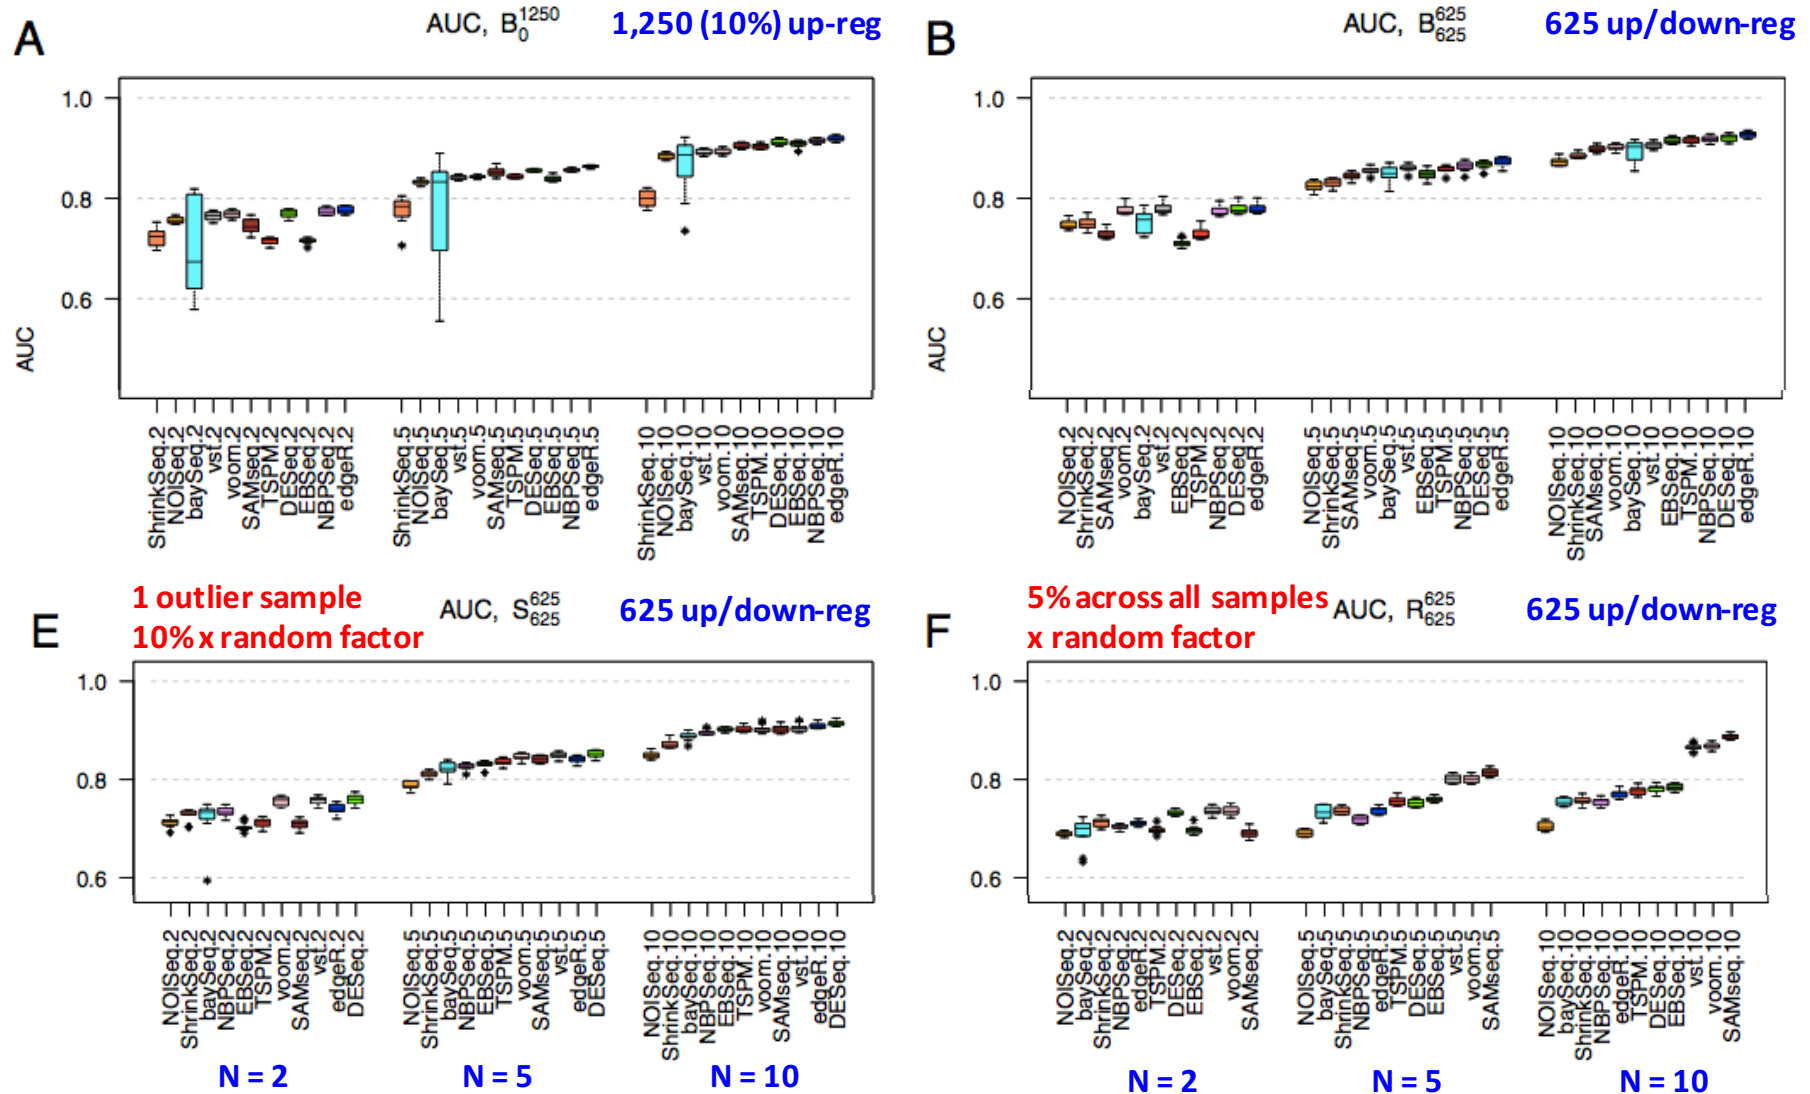 A
AUC, B₀¹²⁵⁰
1,250 (10%) up-reg
1.0
0.8
0.6
AUC
ShrinkSeq.2
NOISeq.2
baySeq.2
vst.2
voom.2
SAMseq.2
TSPM.2
DESeq.2
EBSeq.2
NBPSeq.2
edgeR.2
ShrinkSeq.5
NOISeq.5
baySeq.5
vst.5
voom.5
SAMseq.5
TSPM.5
DESeq.5
EBSeq.5
NBPSeq.5
edgeR.5
ShrinkSeq.10
NOISeq.10
baySeq.10
vst.10
voom.10
SAMseq.10
TSPM.10
DESeq.10
EBSeq.10
NBPSeq.10
edgeR.10
B
AUC, B₆₂₅⁶²⁵
625 up/down-reg
1.0
0.8
0.6
AUC
NOISeq.2
ShrinkSeq.2
SAMseq.2
voom.2
baySeq.2
vst.2
EBSeq.2
TSPM.2
NBPSeq.2
DESeq.2
edgeR.2
NOISeq.5
ShrinkSeq.5
SAMseq.5
voom.5
baySeq.5
vst.5
EBSeq.5
TSPM.5
NBPSeq.5
DESeq.5
edgeR.5
NOISeq.10
ShrinkSeq.10
SAMseq.10
voom.10
baySeq.10
vst.10
EBSeq.10
TSPM.10
NBPSeq.10
DESeq.10
edgeR.10
E
1 outlier sample
10% x random factor
AUC, S₆₂₅⁶²⁵
625 up/down-reg
1.0
0.8
0.6
NOISeq.2
ShrinkSeq.2
baySeq.2
NBPSeq.2
EBSeq.2
TSPM.2
voom.2
SAMseq.2
vst.2
edgeR.2
DESeq.2
NOISeq.5
ShrinkSeq.5
baySeq.5
NBPSeq.5
EBSeq.5
TSPM.5
voom.5
SAMseq.5
vst.5
edgeR.5
DESeq.5
NOISeq.10
ShrinkSeq.10
baySeq.10
NBPSeq.10
EBSeq.10
TSPM.10
voom.10
SAMseq.10
vst.10
edgeR.10
DESeq.10
N = 2
N = 5
N = 10
F
5% across all samples
x random factor
AUC, R₆₂₅⁶²⁵
625 up/down-reg
1.0
0.8
0.6
NOISeq.2
baySeq.2
ShrinkSeq.2
NBPSeq.2
edgeR.2
TSPM.2
DESeq.2
EBSeq.2
vst.2
voom.2
SAMseq.2
NOISeq.5
baySeq.5
ShrinkSeq.5
NBPSeq.5
edgeR.5
TSPM.5
DESeq.5
EBSeq.5
vst.5
voom.5
SAMseq.5
NOISeq.10
baySeq.10
ShrinkSeq.10
NBPSeq.10
edgeR.10
TSPM.10
DESeq.10
EBSeq.10
vst.10
voom.10
SAMseq.10
N = 2
N = 5
N = 10